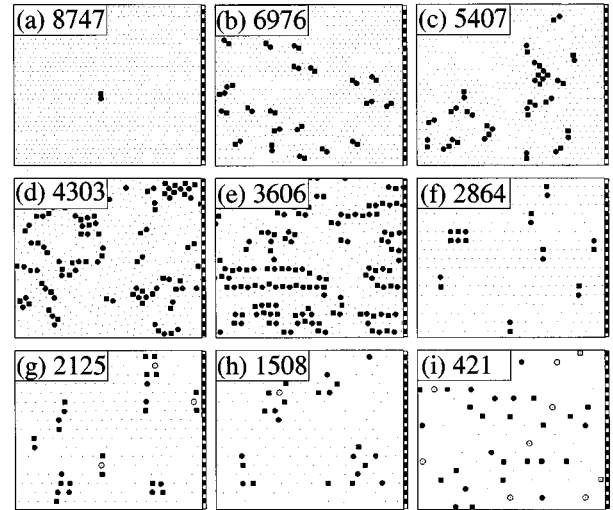 (a) 8747
(b) 6976
(c) 5407
(d) 4303
(e) 3606
(f) 2864
(g) 2125
(h) 1508
(i) 421